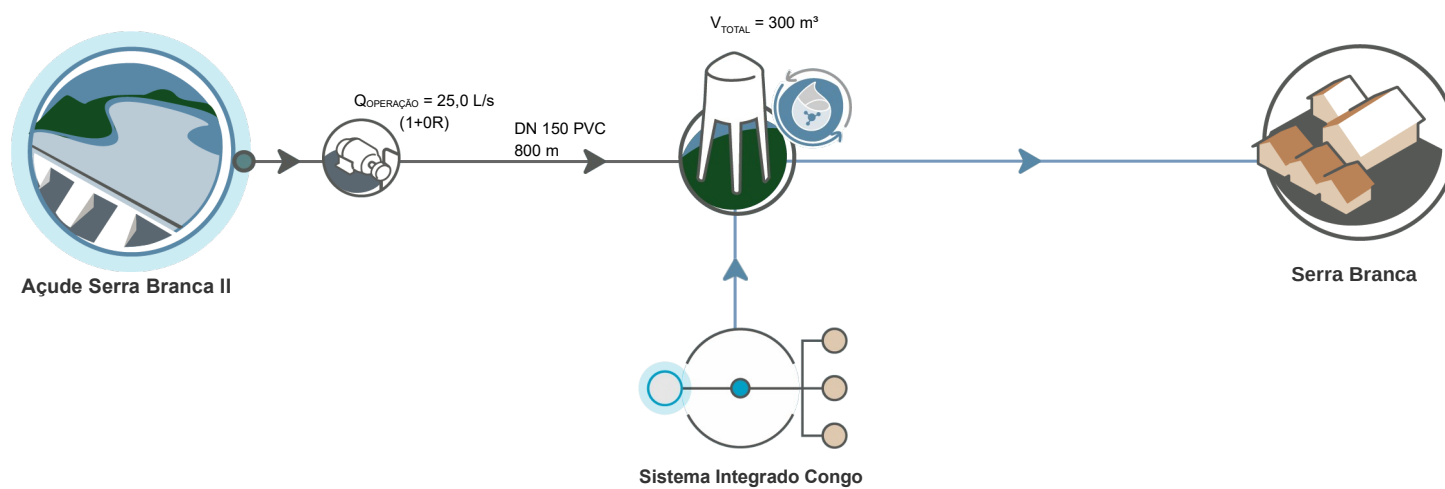 V_TOTAL = 300 m³
Q_OPERAÇÃO = 25,0 L/s
(1+0R)
DN 150 PVC
800 m
Açude Serra Branca II
Serra Branca
Sistema Integrado Congo